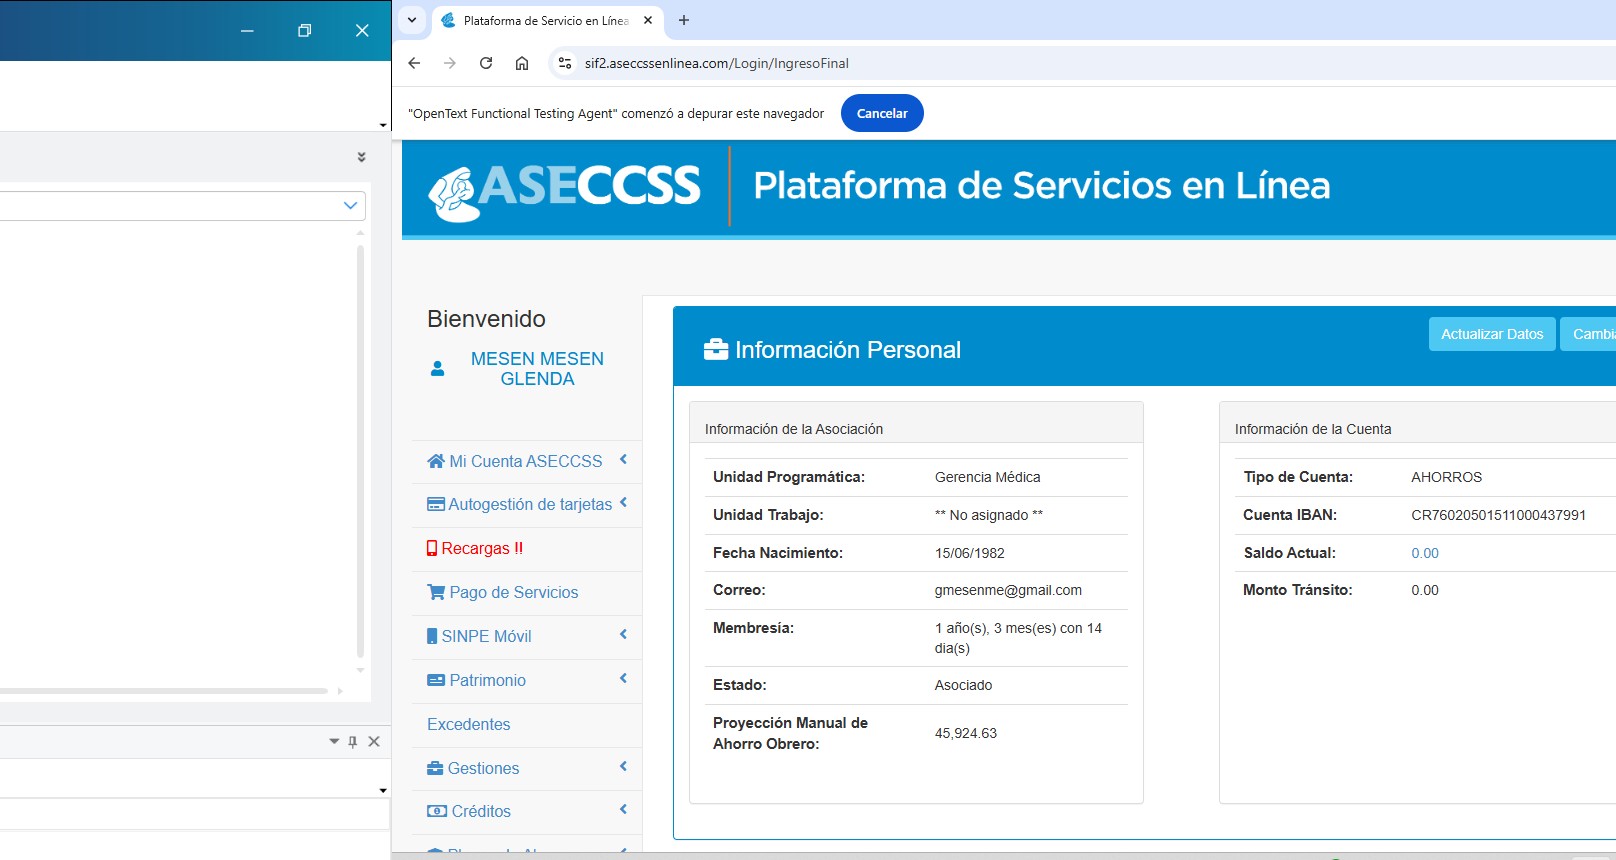 Plataforma de Servicio en Línea
sif2.aseccssenlinea.com/Login/IngresoFinal
"OpenText Functional Testing Agent" comenzó a depurar este navegador
Cancelar
ASECCSS
Plataforma de Servicios en Línea
Bienvenido
MESEN MESEN
GLENDA
Mi Cuenta ASECCSS
Autogestión de tarjetas
Recargas !!
Pago de Servicios
SINPE Móvil
Patrimonio
Excedentes
Gestiones
Créditos
Información Personal
Actualizar Datos
Información de la Asociación
Unidad Programática: Gerencia Médica
Unidad Trabajo: ** No asignado **
Fecha Nacimiento: 15/06/1982
Correo: gmesenme@gmail.com
Membresía: 1 año(s), 3 mes(es) con 14
dia(s)
Estado: Asociado
Proyección Manual de
Ahorro Obrero: 45,924.63
Información de la Cuenta
Tipo de Cuenta: AHORROS
Cuenta IBAN: CR76020501511000437991
Saldo Actual: 0.00
Monto Tránsito: 0.00